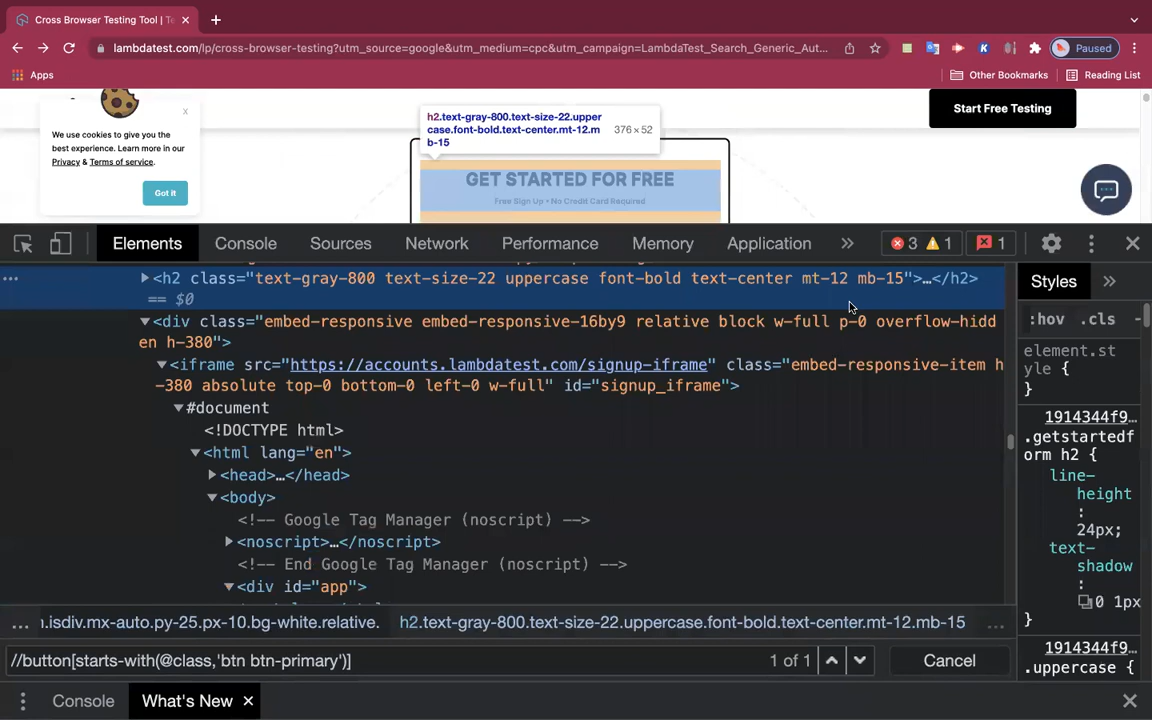 Cross Browser Testing Tool | Te
lambdatest.com/lp/cross-browser-testing?utm_source=google&utm_medium=cpc&utm_campaign=LambdaTest_Search_Generic_Aut...
Paused
Apps
Other Bookmarks
Reading List
We use cookies to give you the
best experience. Learn more in our
Privacy & Terms of service.
Got it
x
h2.text-gray-800.text-size-22.upper
case.font-bold.text-center.mt-12.m
b-15
376 × 52
GET STARTED FOR FREE
Free Sign Up • No Credit Card Required
Start Free Testing
Elements
Console
Sources
Network
Performance
Memory
Application
»
3
1
1
... <h2 class="text-gray-800 text-size-22 uppercase font-bold text-center mt-12 mb-15">…</h2>
== $0
<div class="embed-responsive embed-responsive-16by9 relative block w-full p-0 overflow-hidd
en h-380">
<iframe src="https://accounts.lambdatest.com/signup-iframe" class="embed-responsive-item h
-380 absolute top-0 bottom-0 left-0 w-full" id="signup_iframe">
#document
<!DOCTYPE html>
<html lang="en">
<head>…</head>
<body>
<!-- Google Tag Manager (noscript) -->
<noscript>…</noscript>
<!-- End Google Tag Manager (noscript) -->
<div id="app">
... ı.isdiv.mx-auto.py-25.px-10.bg-white.relative. h2.text-gray-800.text-size-22.uppercase.font-bold.text-center.mt-12.mb-15 ...
//button[starts-with(@class,'btn btn-primary')]
1 of 1
Cancel
Styles
»
:hov .cls
element.st
yle {
}
1914344f9…
.getstartedf
orm h2 {
line-
height
:
24px;
text-
shadow
:
0 1px
}
1914344f9…
.uppercase {
Console
What's New ×